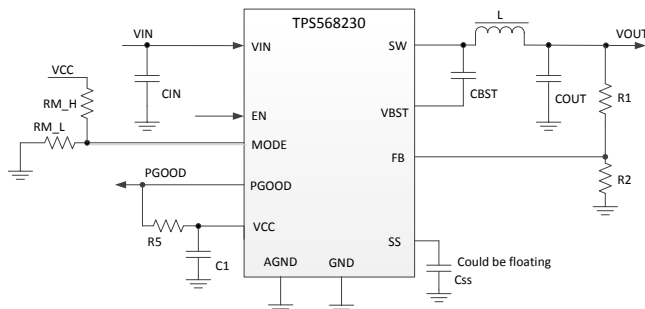 TPS568230
VIN
VIN
CIN
VCC
RM_H
RM_L
EN
MODE
PGOOD
PGOOD
R5
VCC
C1
AGND
GND
SW
L
VOUT
CBST
COUT
R1
VBST
FB
R2
SS
Could be floating
Css